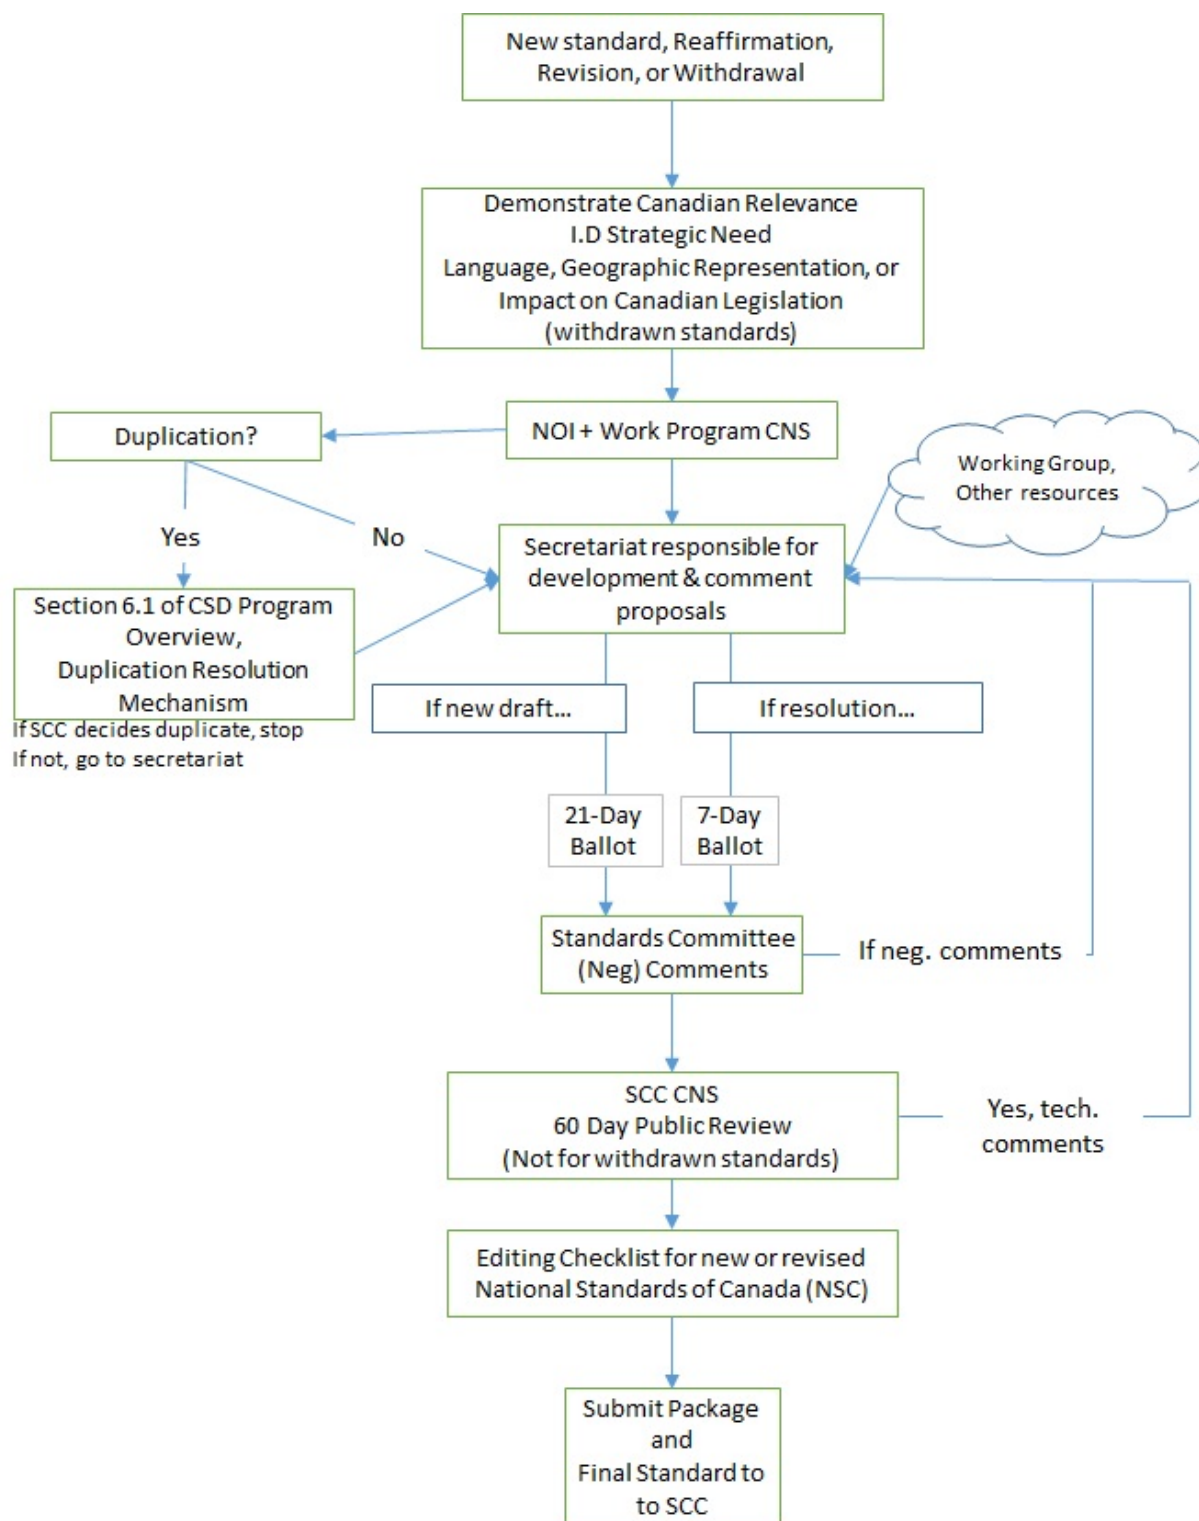 New standard, Reaffirmation,
Revision, or Withdrawal
Demonstrate Canadian Relevance
I.D Strategic Need
Language, Geographic Representation, or
Impact on Canadian Legislation
(withdrawn standards)
NOI + Work Program CNS
Duplication?
Working Group,
Other resources
Yes
No
Secretariat responsible for
development & comment
proposals
Section 6.1 of CSD Program
Overview,
Duplication Resolution
Mechanism
If SCC decides duplicate, stop
If not, go to secretariat
If new draft...
If resolution...
21-Day
Ballot
7-Day
Ballot
Standards Committee
(Neg) Comments
If neg. comments
SCC CNS
60 Day Public Review
(Not for withdrawn standards)
Yes, tech.
comments
Editing Checklist for new or revised
National Standards of Canada (NSC)
Submit Package
and
Final Standard to
to SCC